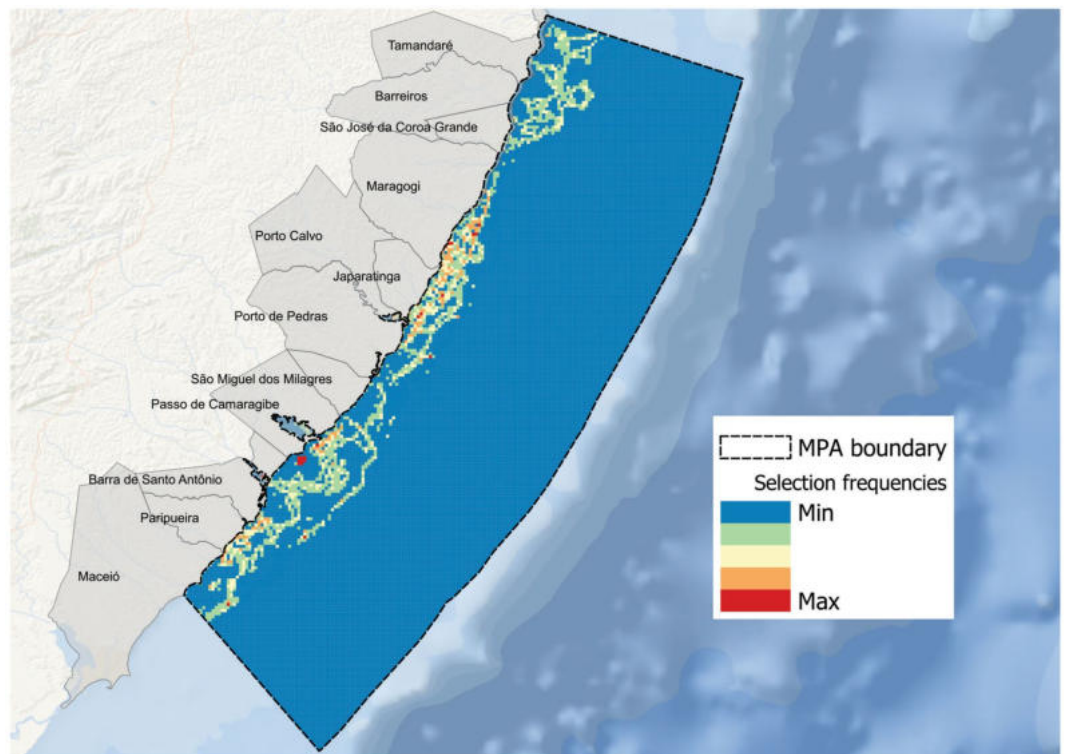 Tamandaré
Barreiros
São José da Coroa Grande
Maragogi
Porto Calvo
Japaratinga
Porto de Pedras
São Miguel dos Milagres
Passo de Camaragibe
Barra de Santo Antônio
Paripueira
Maceió
MPA boundary
Selection frequencies
Min
Max